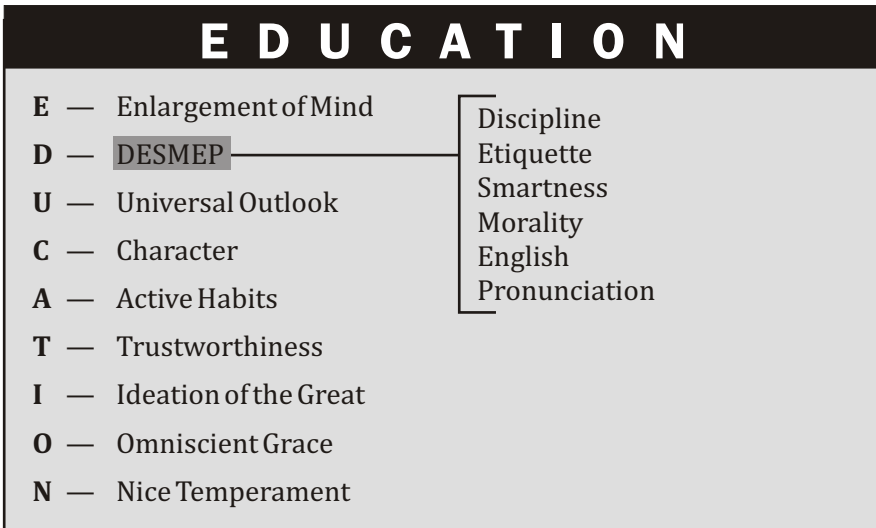 EDUCATION
E — Enlargement of Mind
D — DESMEP
U — Universal Outlook
C — Character
A — Active Habits
T — Trustworthiness
I — Ideation of the Great
O — Omniscient Grace
N — Nice Temperament
Discipline
Etiquette
Smartness
Morality
English
Pronunciation